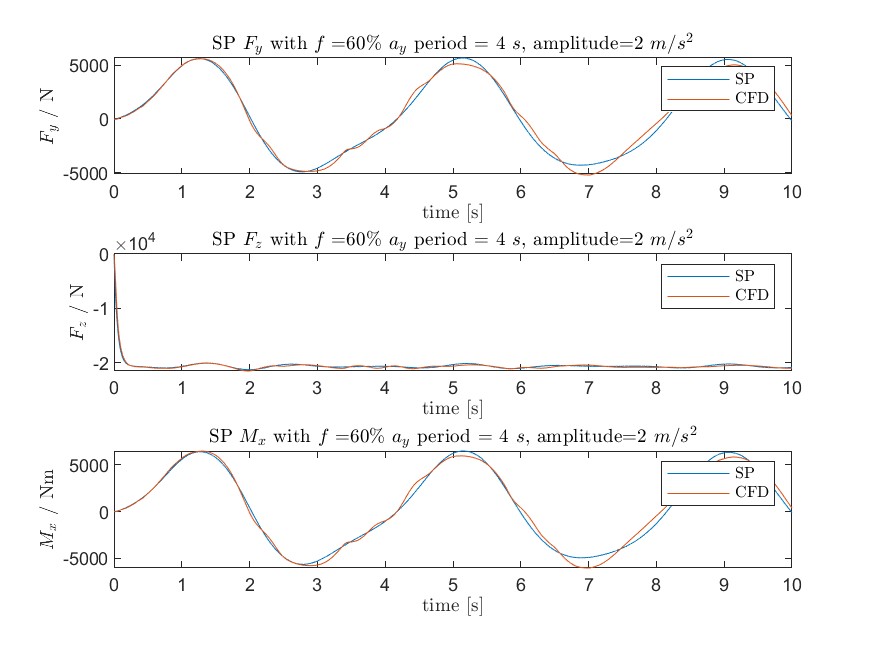 SP F_y with f =60% a_y period = 4 s, amplitude=2 m/s^2
5000
0
-5000
F_y / N
SP
CFD
0 1 2 3 4 5 6 7 8 9 10
time [s]
SP F_z with f =60% a_y period = 4 s, amplitude=2 m/s^2
×10^4
0
-1
-2
F_z / N
SP
CFD
0 1 2 3 4 5 6 7 8 9 10
time [s]
SP M_x with f =60% a_y period = 4 s, amplitude=2 m/s^2
5000
0
-5000
M_x / Nm
SP
CFD
0 1 2 3 4 5 6 7 8 9 10
time [s]